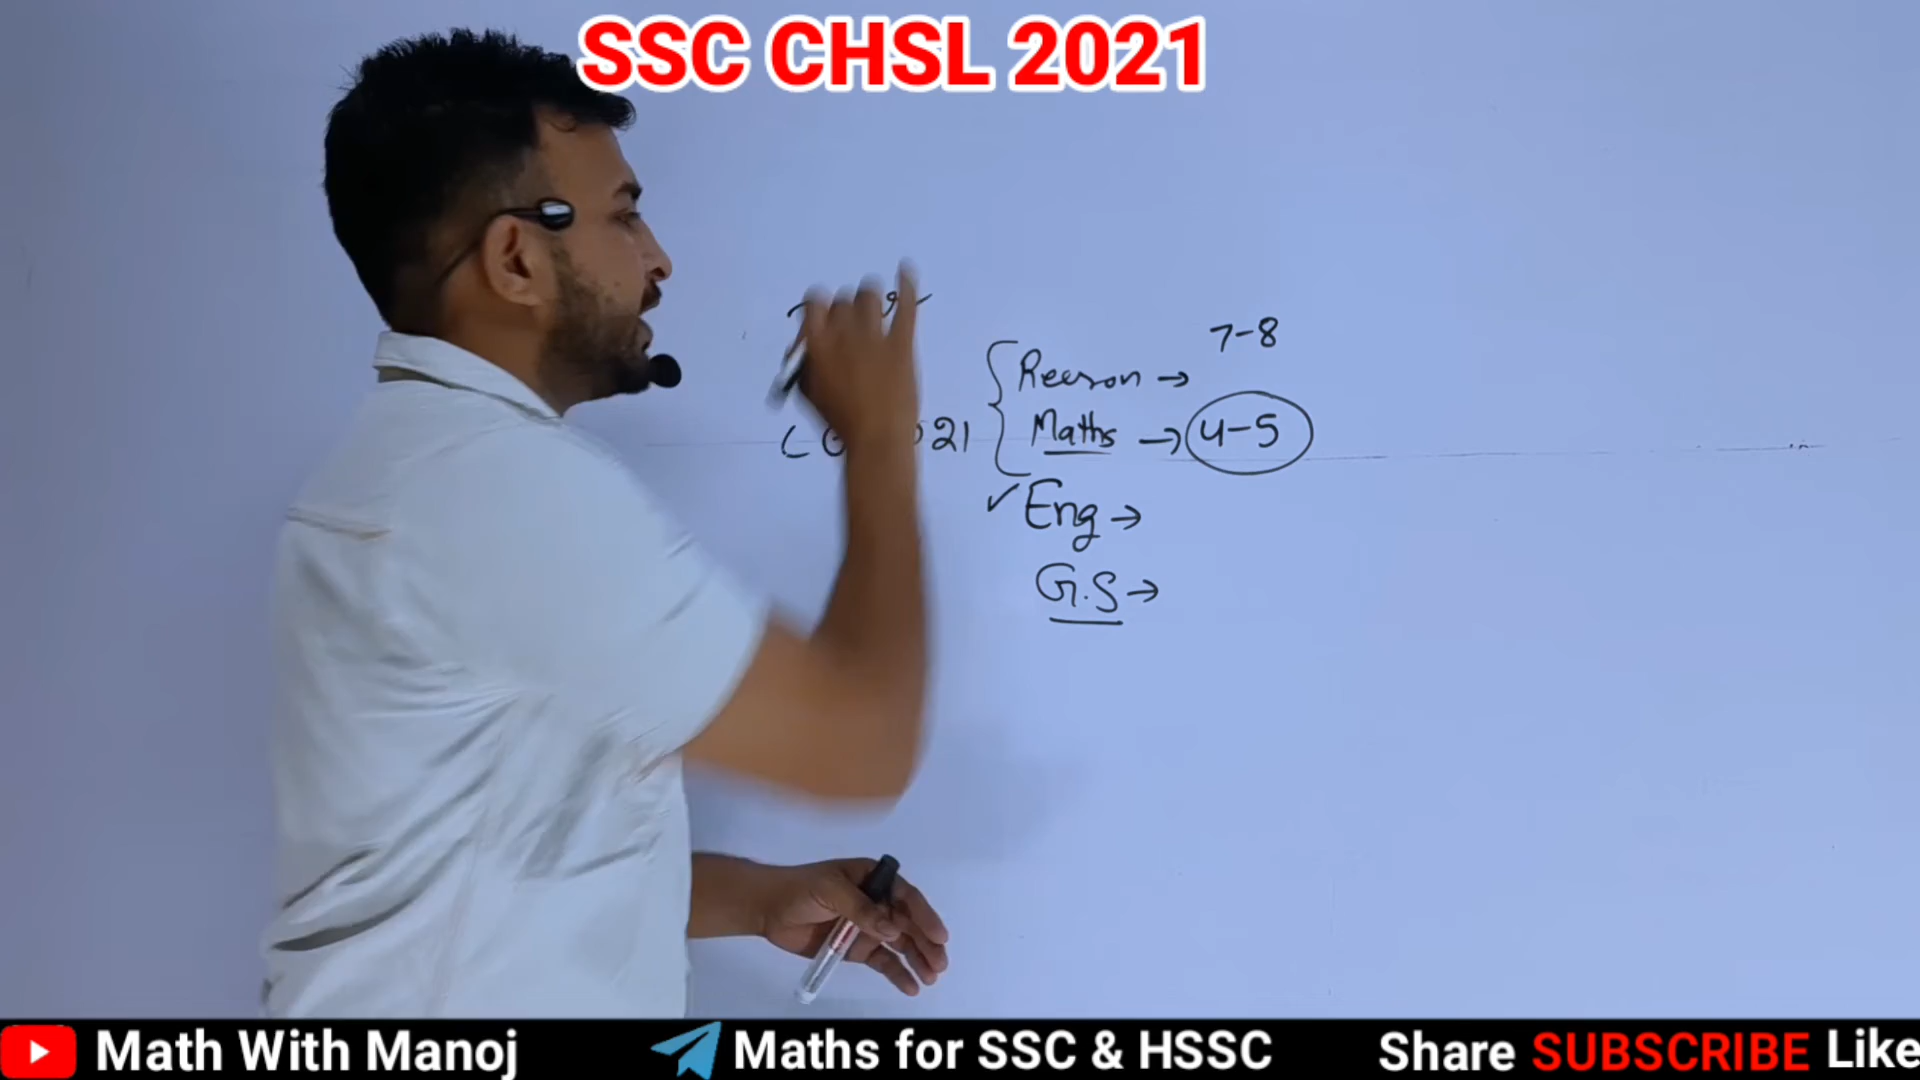 SSC CHSL 2021
7-8
Reason →
21 Maths → 4-5
✓ Eng →
G.S →
Math With Manoj Maths for SSC & HSSC Share SUBSCRIBE Like